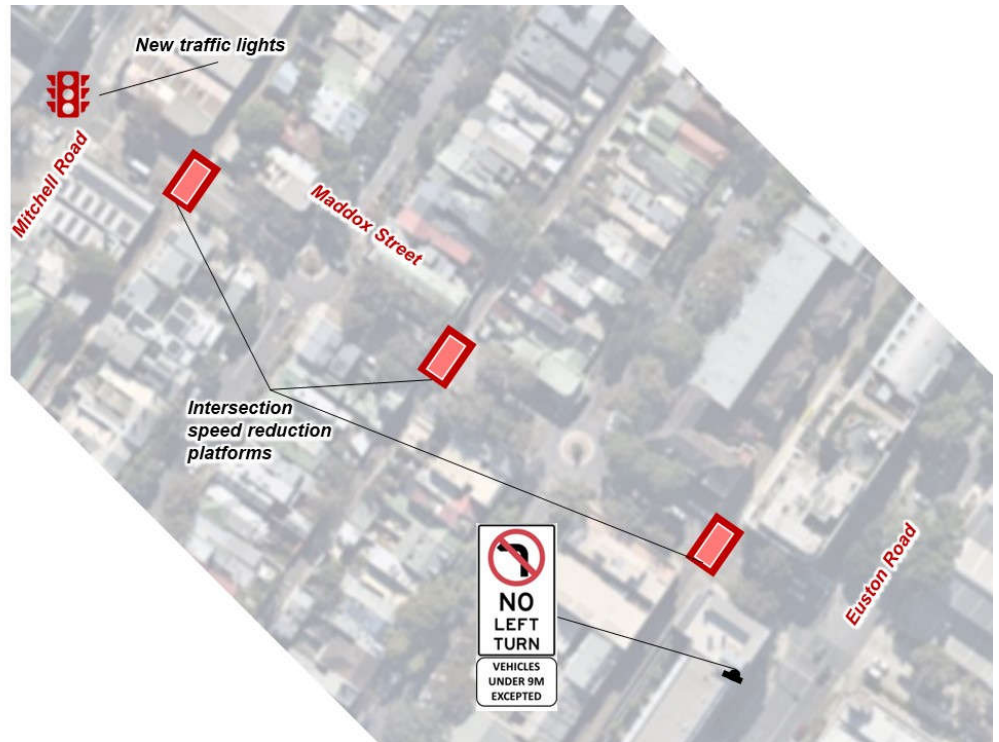 New traffic lights
Mitchell Road
Maddox Street
Intersection
speed reduction
platforms
NO
LEFT
TURN
VEHICLES
UNDER 9M
EXCEPTED
Euston Road